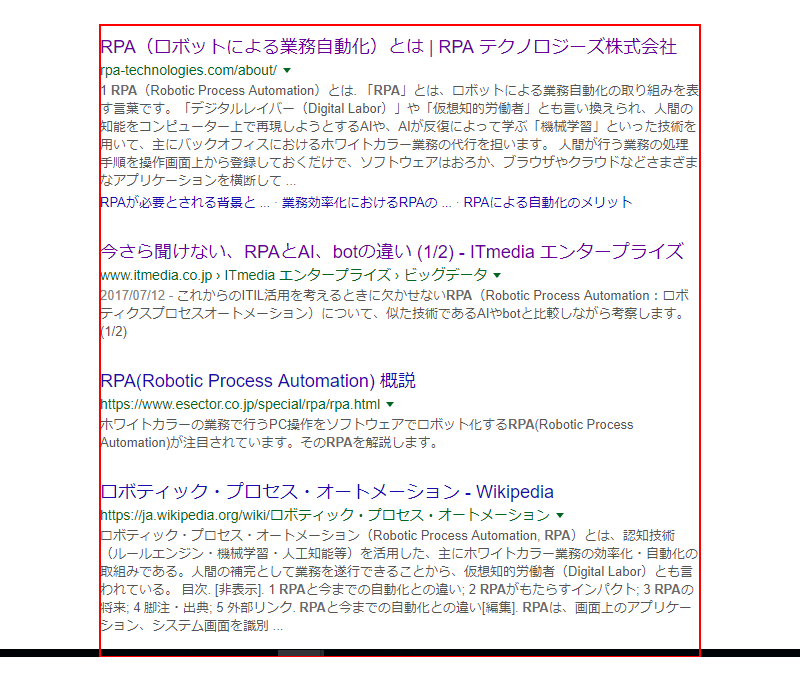 RPA（ロボットによる業務自動化）とは | RPA テクノロジーズ株式会社
rpa-technologies.com/about/
1 RPA（Robotic Process Automation）とは. 「RPA」とは、ロボットによる業務自動化の取り組みを表
す言葉です。「デジタルレイバー（Digital Labor）」や「仮想知的労働者」とも言い換えられ、人間の
知能をコンピューター上で再現しようとするAIや、AIが反復によって学ぶ「機械学習」といった技術を
用いて、主にバックオフィスにおけるホワイトカラー業務の代行を担います。 人間が行う業務の処理
手順を操作画面上から登録しておくだけで、ソフトウェアはおろか、ブラウザやクラウドなどさまざま
なアプリケーションを横断して ...
RPAが必要とされる背景と ... · 業務効率化におけるRPAの ... · RPAによる自動化のメリット
今さら聞けない、RPAとAI、botの違い (1/2) - ITmedia エンタープライズ
www.itmedia.co.jp › ITmedia エンタープライズ › ビッグデータ
2017/07/12 - これからのITIL活用を考えるときに欠かせないRPA（Robotic Process Automation：ロボ
ティクスプロセスオートメーション）について、似た技術であるAIやbotと比較しながら考察します。
(1/2)
RPA(Robotic Process Automation) 概説
https://www.esector.co.jp/special/rpa/rpa.html
ホワイトカラーの業務で行うPC操作をソフトウェアでロボット化するRPA(Robotic Process
Automation)が注目されています。そのRPAを解説します。
ロボティック・プロセス・オートメーション - Wikipedia
https://ja.wikipedia.org/wiki/ロボティック・プロセス・オートメーション
ロボティック・プロセス・オートメーション（Robotic Process Automation, RPA）とは、認知技術
（ルールエンジン・機械学習・人工知能等）を活用した、主にホワイトカラー業務の効率化・自動化の
取組みである。人間の補完として業務を遂行できることから、仮想知的労働者（Digital Labor）とも言
われている。 目次. [非表示]. 1 RPAと今までの自動化との違い; 2 RPAがもたらすインパクト; 3 RPAの
将来; 4 脚注・出典; 5 外部リンク. RPAと今までの自動化との違い[編集]. RPAは、画面上のアプリケー
ション、システム画面を識別 ...